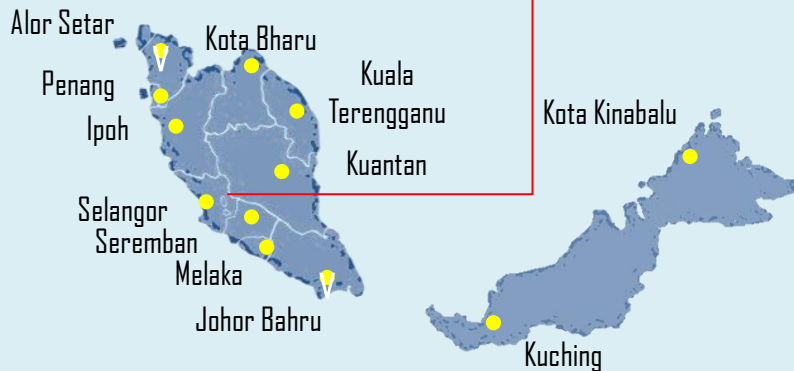 Alor Setar
Kota Bharu
Penang
Kuala
Terengganu
Ipoh
Kota Kinabalu
Kuantan
Selangor
Seremban
Melaka
Johor Bahru
Kuching